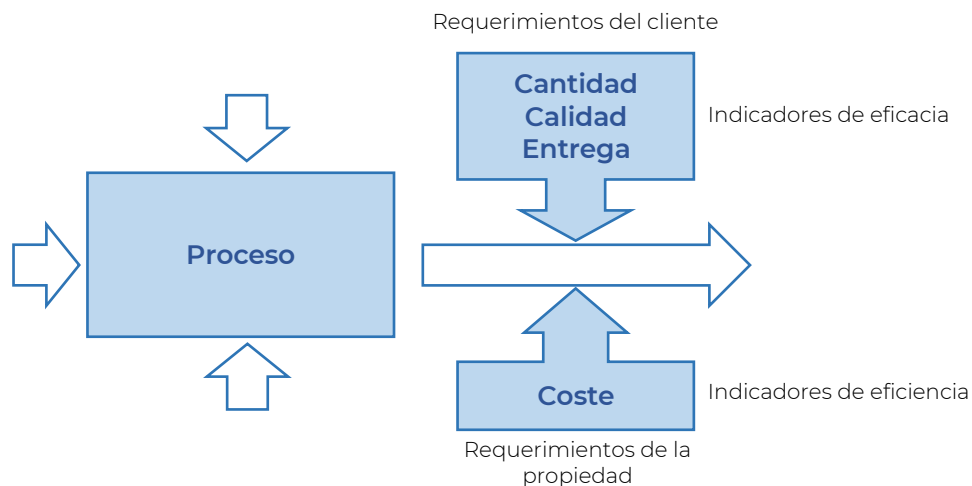 Requerimientos del cliente
Cantidad
Calidad
Entrega
Indicadores de eficacia
Proceso
Coste
Indicadores de eficiencia
Requerimientos de la
propiedad